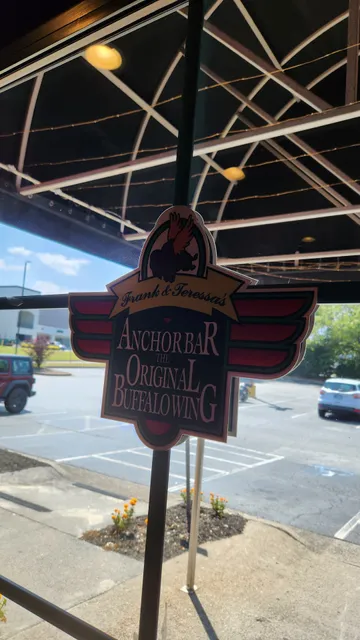 Frank & Teressa's
ANCHOR BAR
THE
ORIGINAL
BUFFALO WING